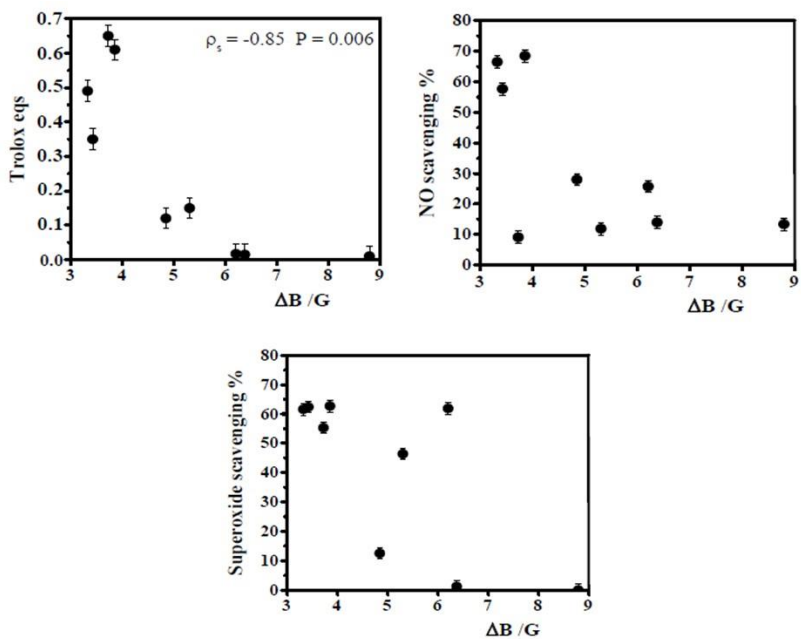 ρs = -0.85 P = 0.006
Trolox eqs
0.7
0.6
0.5
0.4
0.3
0.2
0.1
0.0
3 4 5 6 7 8 9
ΔB /G
NO scavenging %
80
70
60
50
40
30
20
10
0
3 4 5 6 7 8 9
ΔB /G
Superoxide scavenging %
80
70
60
50
40
30
20
10
0
3 4 5 6 7 8 9
ΔB /G